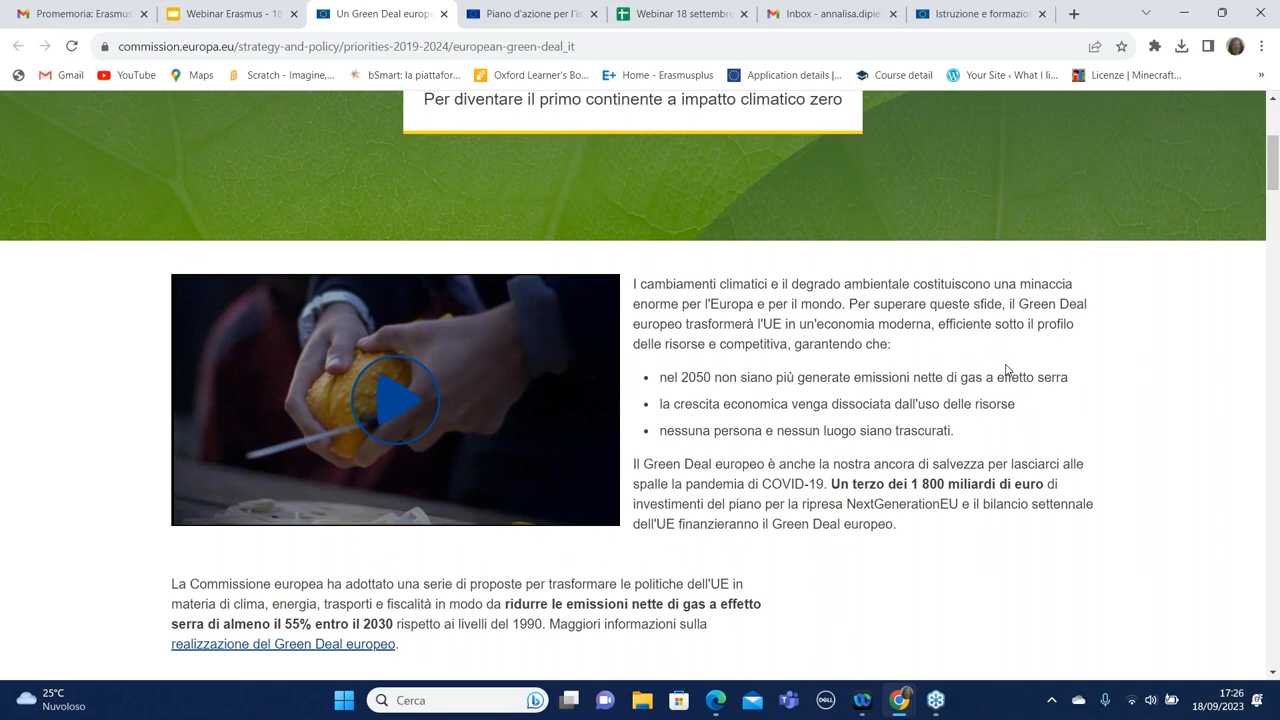 Promemoria: Erasmus
Webinar Erasmus - 18
Un Green Deal europe
Piano d'azione per l'is
Webinar 18 settembre
Inbox - annalisa.dipie
Istruzione e formazion
commission.europa.eu/strategy-and-policy/priorities-2019-2024/european-green-deal_it
Gmail
YouTube
Maps
Scratch - Imagine,...
bSmart: la piattafor...
Oxford Learner's Bo...
E+ Home - Erasmusplus
Application details |...
Course detail
Your Site ‹ What I li...
Licenze | Minecraft...
Per diventare il primo continente a impatto climatico zero
I cambiamenti climatici e il degrado ambientale costituiscono una minaccia
enorme per l'Europa e per il mondo. Per superare queste sfide, il Green Deal
europeo trasformerà l'UE in un'economia moderna, efficiente sotto il profilo
delle risorse e competitiva, garantendo che:
• nel 2050 non siano più generate emissioni nette di gas a effetto serra
• la crescita economica venga dissociata dall'uso delle risorse
• nessuna persona e nessun luogo siano trascurati.
Il Green Deal europeo è anche la nostra ancora di salvezza per lasciarci alle
spalle la pandemia di COVID-19. Un terzo dei 1 800 miliardi di euro di
investimenti del piano per la ripresa NextGenerationEU e il bilancio settennale
dell'UE finanzieranno il Green Deal europeo.
La Commissione europea ha adottato una serie di proposte per trasformare le politiche dell'UE in
materia di clima, energia, trasporti e fiscalità in modo da ridurre le emissioni nette di gas a effetto
serra di almeno il 55% entro il 2030 rispetto ai livelli del 1990. Maggiori informazioni sulla
realizzazione del Green Deal europeo.
25°C
Nuvoloso
Cerca
DELL
17:26
18/09/2023